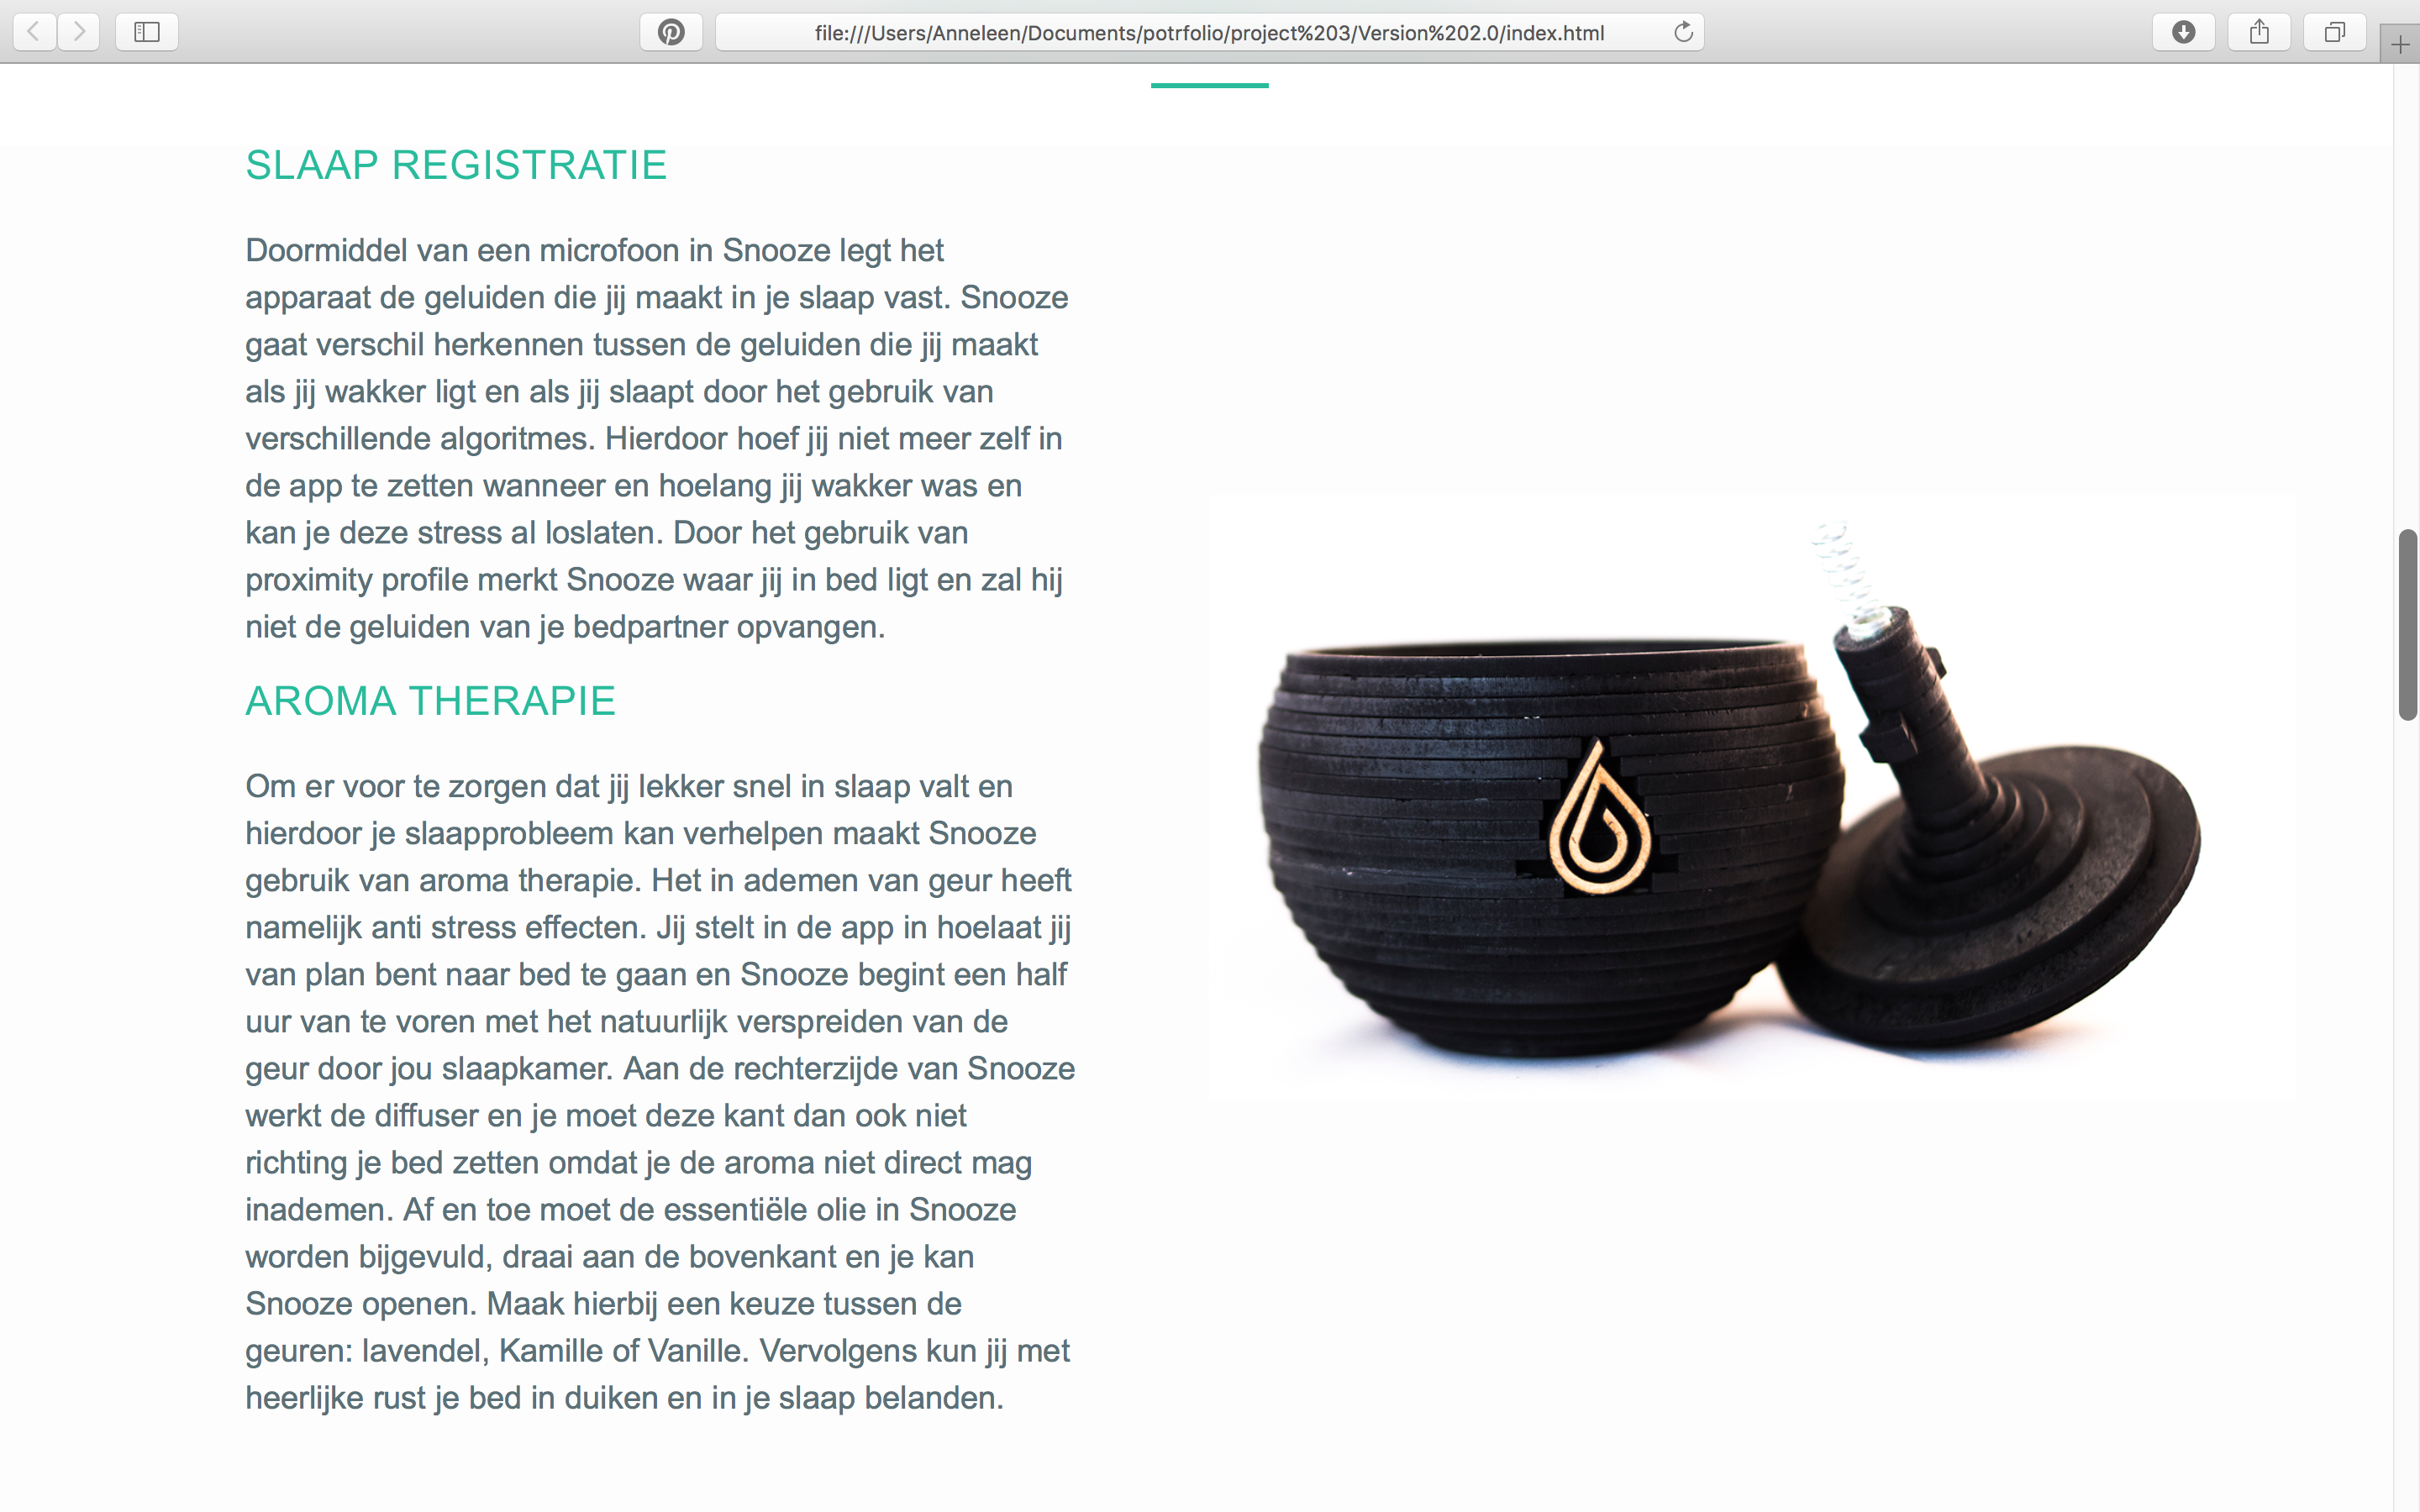 file:///Users/Anneleen/Documents/potrfolio/project%203/Version%202.0/index.html
SLAAP REGISTRATIE
Doormiddel van een microfoon in Snooze legt het
apparaat de geluiden die jij maakt in je slaap vast. Snooze
gaat verschil herkennen tussen de geluiden die jij maakt
als jij wakker ligt en als jij slaapt door het gebruik van
verschillende algoritmes. Hierdoor hoef jij niet meer zelf in
de app te zetten wanneer en hoelang jij wakker was en
kan je deze stress al loslaten. Door het gebruik van
proximity profile merkt Snooze waar jij in bed ligt en zal hij
niet de geluiden van je bedpartner opvangen.
AROMA THERAPIE
Om er voor te zorgen dat jij lekker snel in slaap valt en
hierdoor je slaapprobleem kan verhelpen maakt Snooze
gebruik van aroma therapie. Het in ademen van geur heeft
namelijk anti stress effecten. Jij stelt in de app in hoelaat jij
van plan bent naar bed te gaan en Snooze begint een half
uur van te voren met het natuurlijk verspreiden van de
geur door jou slaapkamer. Aan de rechterzijde van Snooze
werkt de diffuser en je moet deze kant dan ook niet
richting je bed zetten omdat je de aroma niet direct mag
inademen. Af en toe moet de essentiële olie in Snooze
worden bijgevuld, draai aan de bovenkant en je kan
Snooze openen. Maak hierbij een keuze tussen de
geuren: lavendel, Kamille of Vanille. Vervolgens kun jij met
heerlijke rust je bed in duiken en in je slaap belanden.